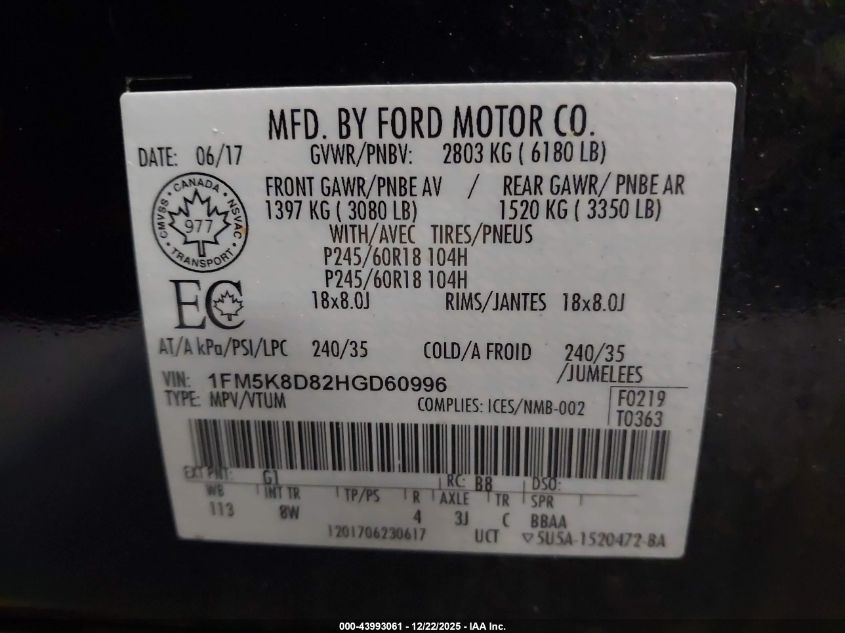 MFD. BY FORD MOTOR CO.
DATE: 06/17 GVWR/PNBV: 2803 KG ( 6180 LB)
FRONT GAWR/PNBE AV / REAR GAWR/ PNBE AR
1397 KG ( 3080 LB) 1520 KG ( 3350 LB)
WITH/AVEC TIRES/PNEUS
P245/60R18 104H
P245/60R18 104H
18x8.0J RIMS/JANTES 18x8.0J
CANADA
CMVSS NSVAC
977
TRANSPORT
EC
AT/A kPa/PSI/LPC 240/35 COLD/A FROID 240/35
/JUMELEES
VIN: 1FM5K8D82HGD60996
TYPE: MPV/VTUM COMPLIES: ICES/NMB-002
F0219
T0363
EXT PNT: G1 RC: B8 DSO:
WB INT TR TP/PS R AXLE TR SPR
113 8W 4 3J C BBAA
1201706230617 UCT ▽5U5A-1520472-BA
000-43993061 - 12/22/2025 - IAA Inc.